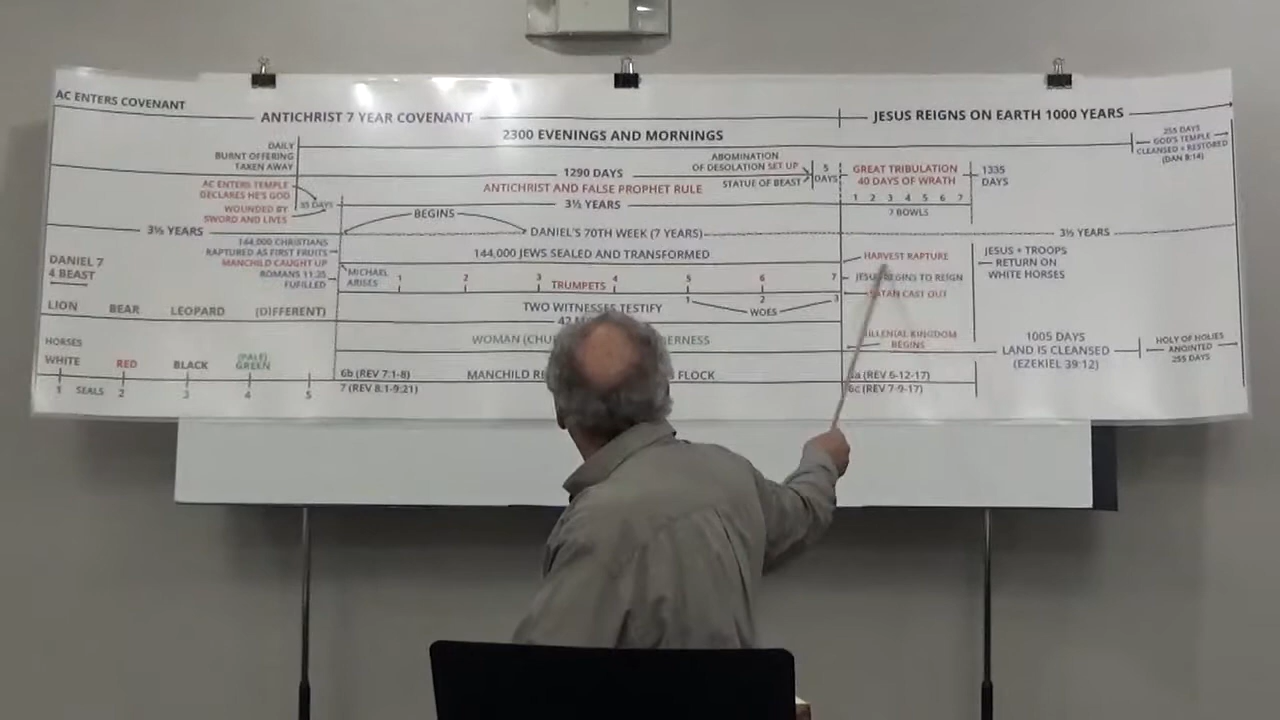 AC ENTERS COVENANT
ANTICHRIST 7 YEAR COVENANT
JESUS REIGNS ON EARTH 1000 YEARS
2300 EVENINGS AND MORNINGS
255 DAYS
GOD'S TEMPLE
CLEANSED + RESTORED
(DAN 8:14)
DAILY
BURNT OFFERING
TAKEN AWAY
1290 DAYS
ABOMINATION
OF DESOLATION SET UP
STATUE OF BEAST
5
DAYS
GREAT TRIBULATION
40 DAYS OF WRATH
1335
DAYS
AC ENTERS TEMPLE
DECLARES HE'S GOD
WOUNDED BY
SWORD AND LIVES
DAYS
ANTICHRIST AND FALSE PROPHET RULE
3½ YEARS
1 2 3 4 5 6 7
7 BOWLS
BEGINS
3½ YEARS
DANIEL'S 70TH WEEK (7 YEARS)
3½ YEARS
144,000 CHRISTIANS
RAPTURED AS FIRST FRUITS
MANCHILD CAUGHT UP
ROMANS 11:25
FUFILLED
144,000 JEWS SEALED AND TRANSFORMED
HARVEST RAPTURE
JESUS + TROOPS
RETURN ON
WHITE HORSES
DANIEL 7
4 BEAST
MICHAEL
ARISES
1 2 3 TRUMPETS 4 5 6 7
JESUS BEGINS TO REIGN
1 2 3
WOES
SATAN CAST OUT
LION BEAR LEOPARD (DIFFERENT)
TWO WITNESSES TESTIFY
42
WOMAN
MILLENIAL KINGDOM
BEGINS
1005 DAYS
LAND IS CLEANSED
(EZEKIEL 39:12)
HOLY OF HOLIES
ANOINTED
255 DAYS
HORSES
WHITE RED BLACK (PALE)
GREEN
1 SEALS 2 3 4 5
6b (REV 7:1-8)
MANCHILD FLOCK
(REV 6-12-17)
7 (REV 8:1-9:21)
6c (REV 7-9-17)